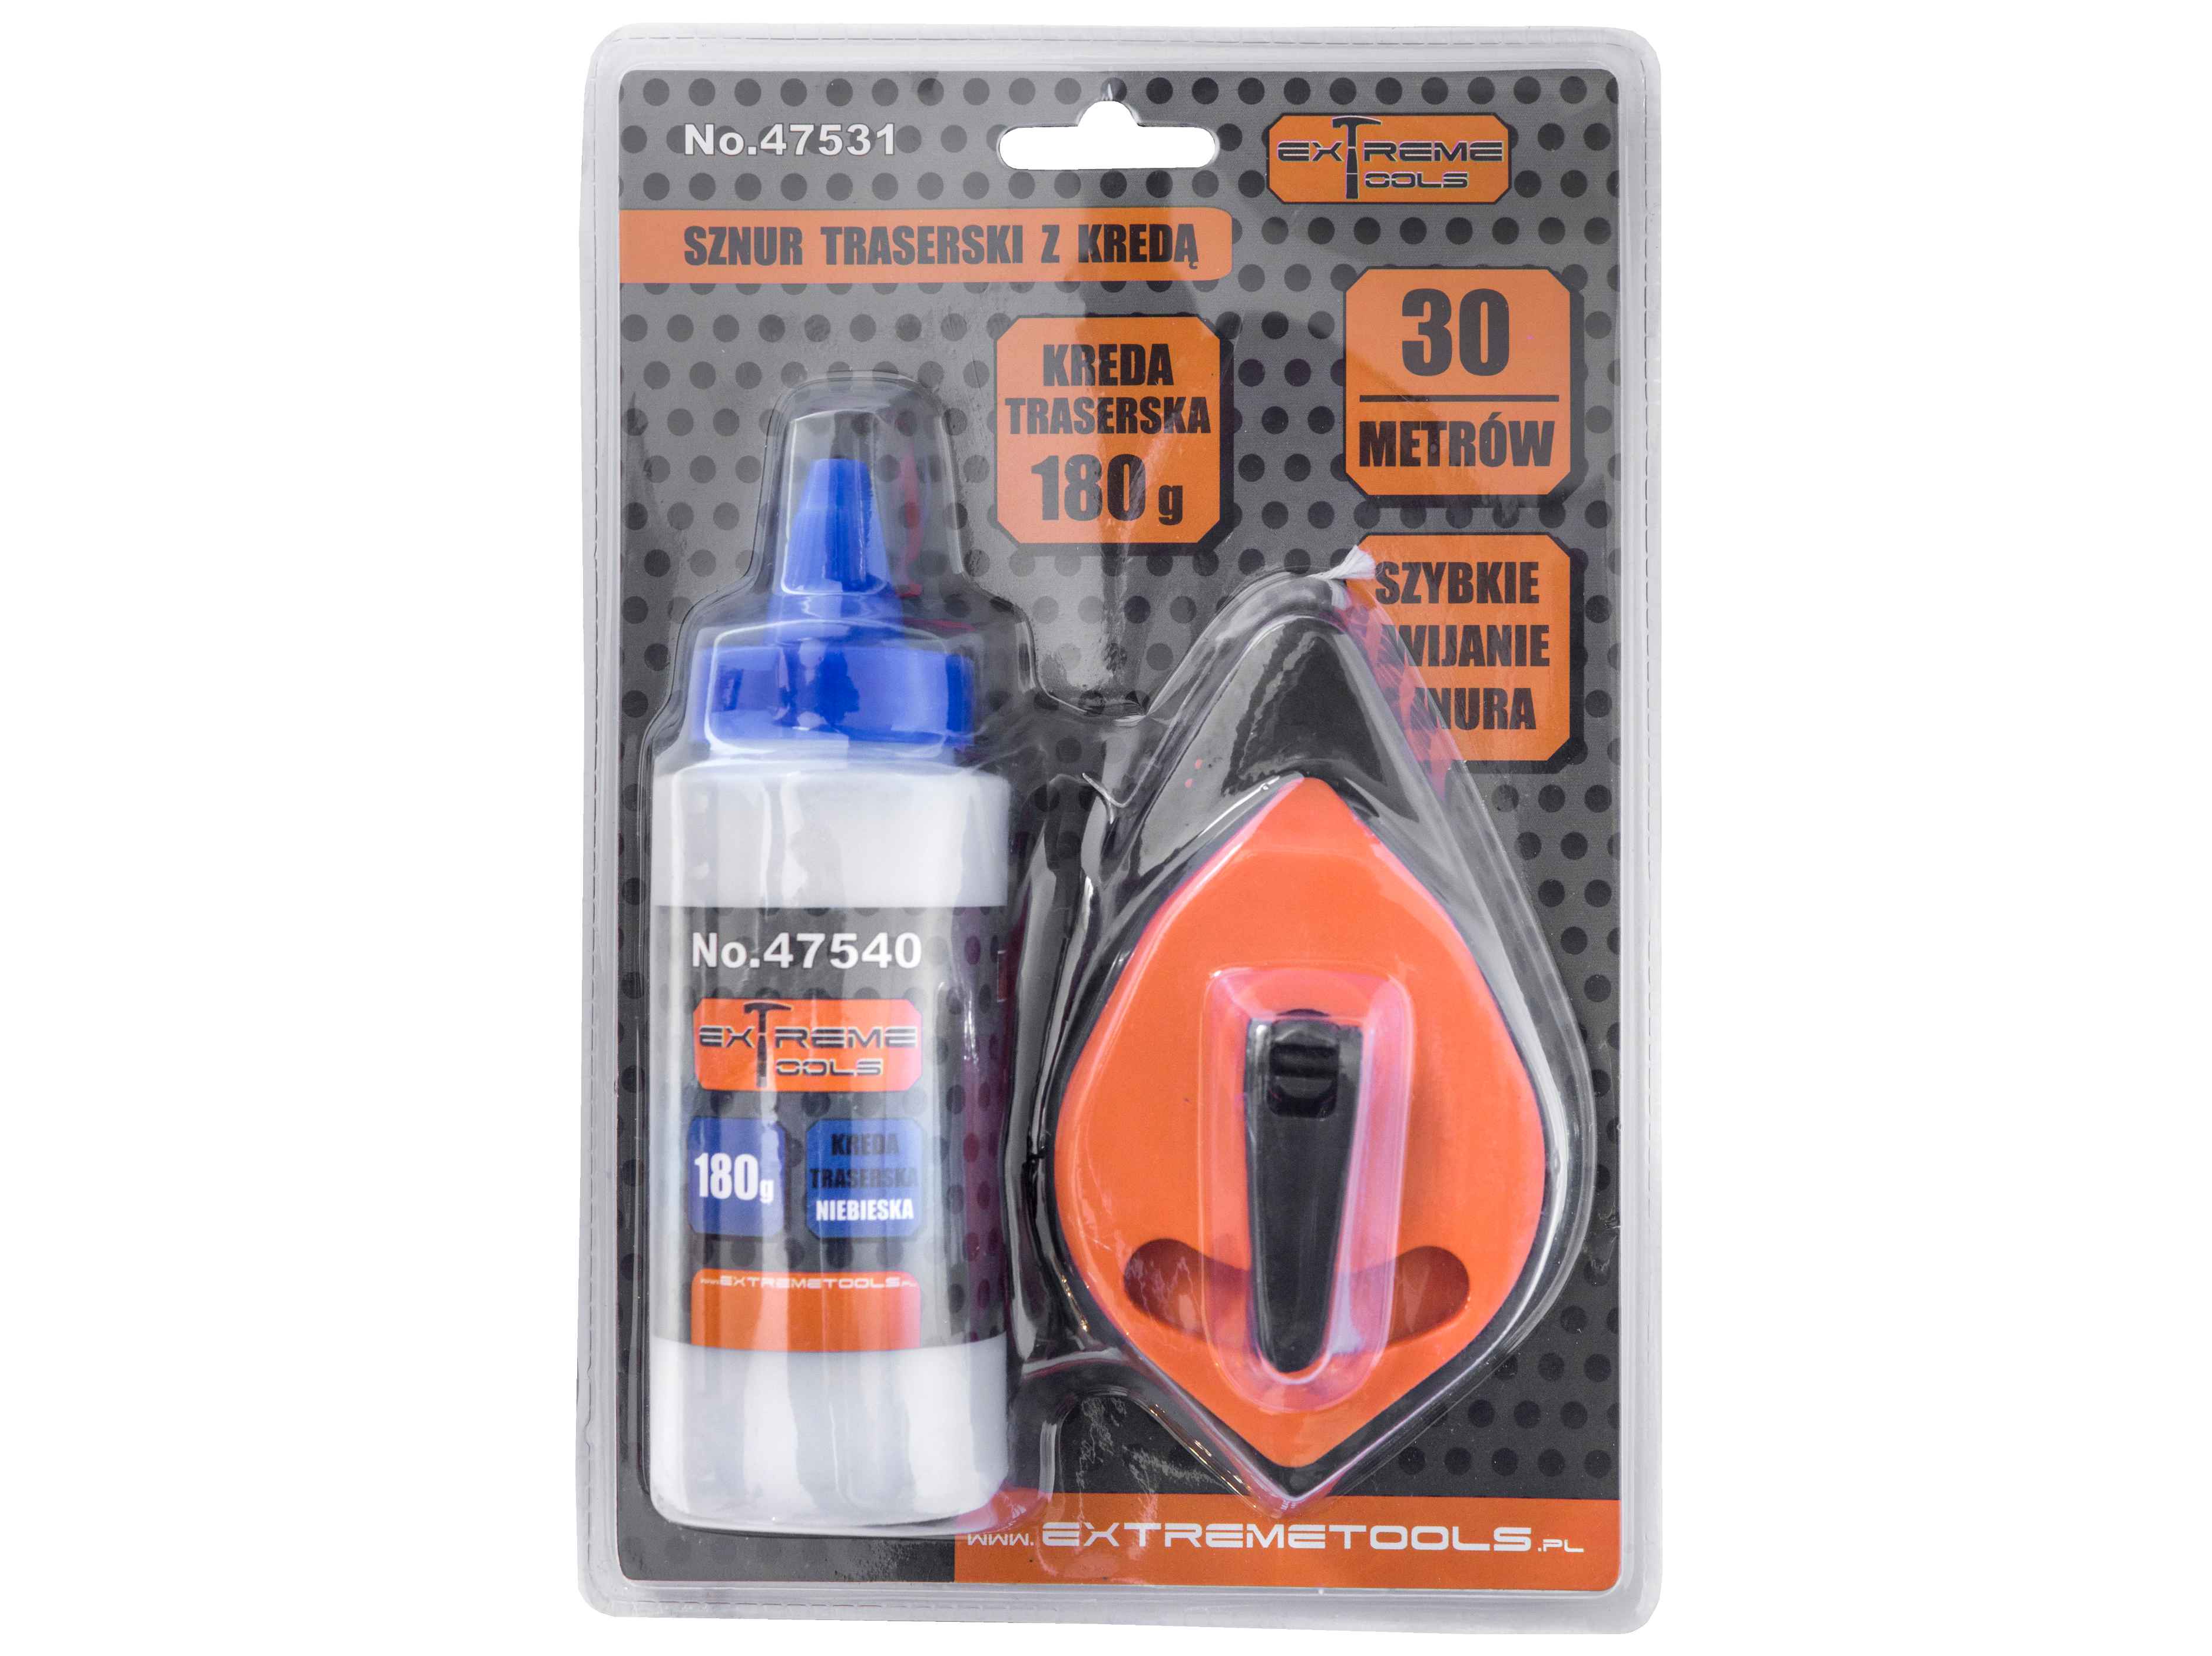 No.47531
EXTREME
TOOLS
SZNUR TRASERSKI Z KREDĄ
30
METRÓW
KREDA
TRASERSKA
180 g
SZYBKIE
WIJANIE
No.47540
EXTREME
TOOLS
180g
KREDA
TRASERSKA
NIEBIESKA
www.EXTREMETOOLS.PL
www.EXTREMETOOLS.PL